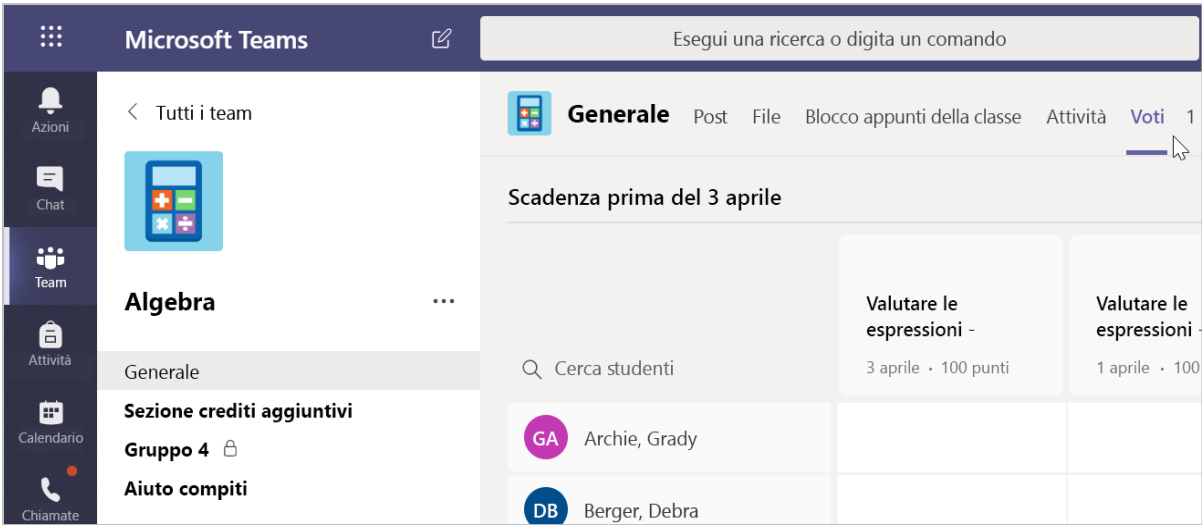 Microsoft Teams
Esegui una ricerca o digita un comando
Azioni
Chat
Team
Attività
Calendario
Chiamate
Tutti i team
Algebra
Generale
Sezione crediti aggiuntivi
Gruppo 4
Aiuto compiti
Generale Post File Blocco appunti della classe Attività Voti 1
Scadenza prima del 3 aprile
Cerca studenti
Valutare le
espressioni -
3 aprile • 100 punti
Valutare le
espressioni -
1 aprile • 100
GA Archie, Grady
DB Berger, Debra